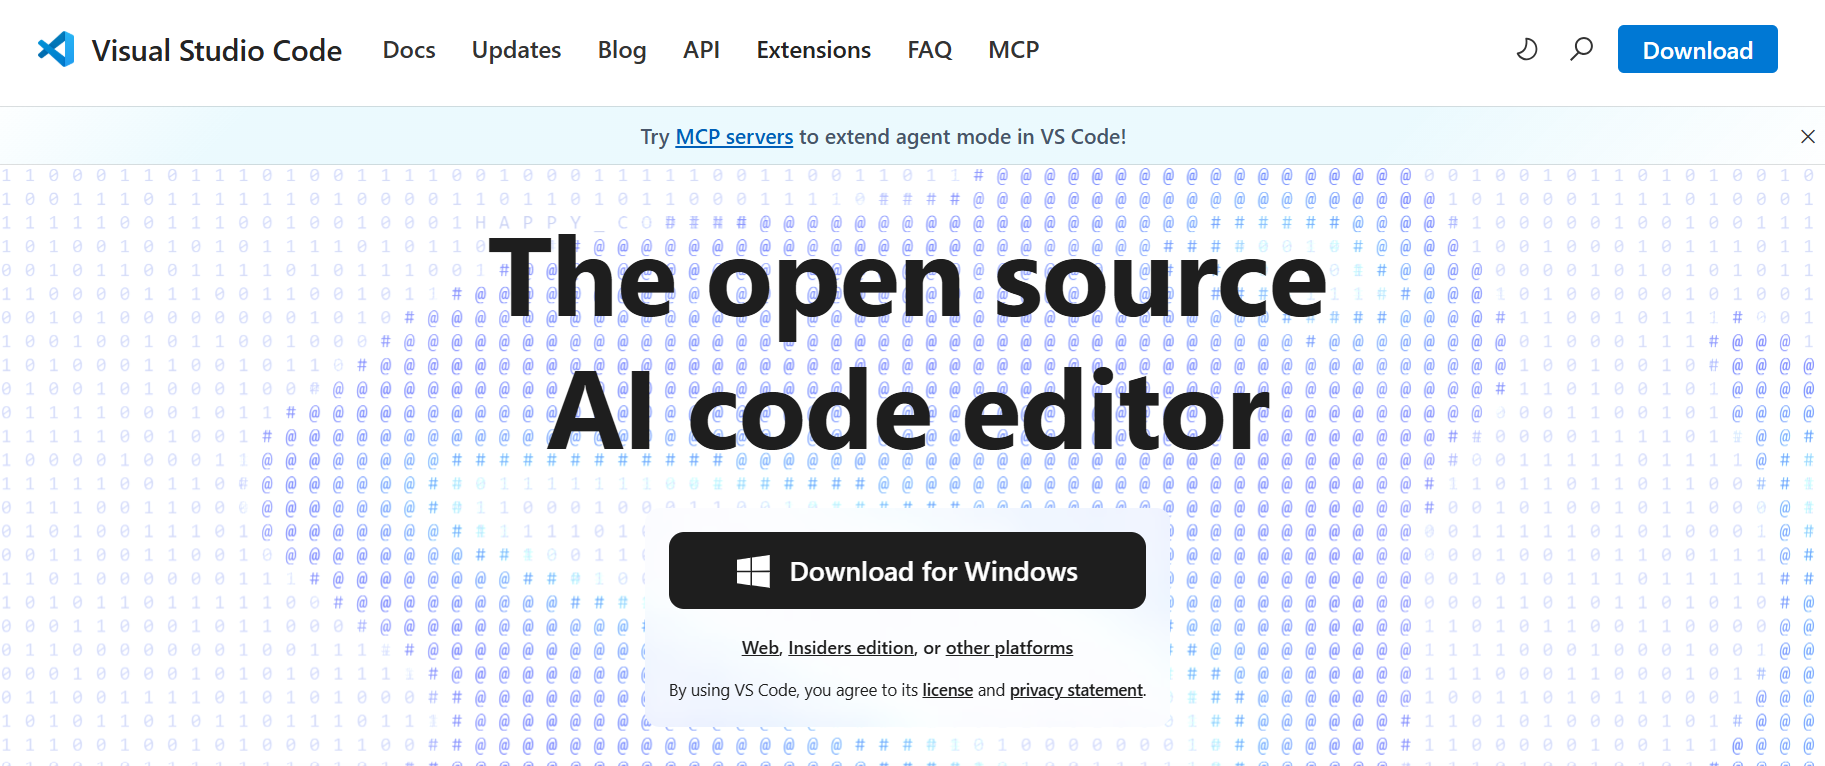 Visual Studio Code Docs Updates Blog API Extensions FAQ MCP Download
Try MCP servers to extend agent mode in VS Code!
HAPPY_CO
The open source
AI code editor
Download for Windows
Web, Insiders edition, or other platforms
By using VS Code, you agree to its license and privacy statement.